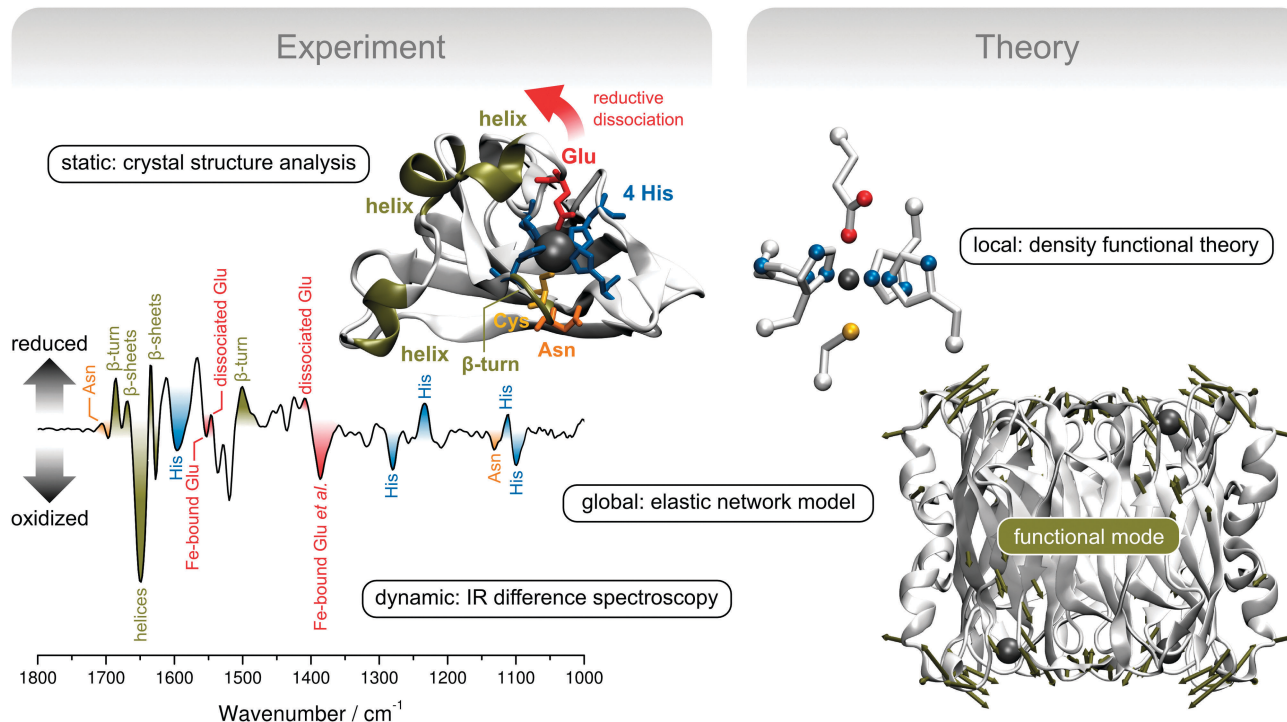 Experiment
Theory
reductive
dissociation
helix
Glu
static: crystal structure analysis
4 His
helix
local: density functional theory
Cys
Asn
helix
β-turn
reduced
oxidized
Asn
β-turn
β-sheets
β-sheets
dissociated Glu
β-turn
dissociated Glu
His
His
His
Fe-bound Glu
His
Asn
His
helices
Fe-bound Glu et al.
global: elastic network model
functional mode
dynamic: IR difference spectroscopy
1800 1700 1600 1500 1400 1300 1200 1100 1000
Wavenumber / cm⁻¹